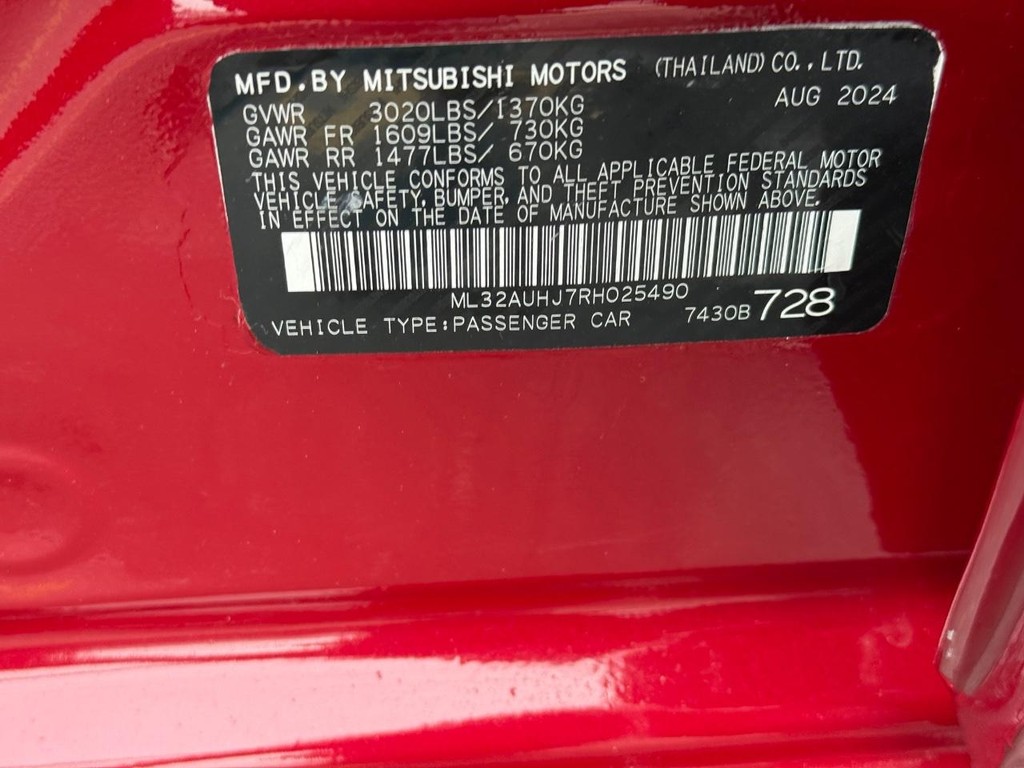 MFD.BY MITSUBISHI MOTORS (THAILAND) CO.,LTD.
AUG 2024
GVWR 3020LBS/1370KG
GAWR FR 1609LBS/ 730KG
GAWR RR 1477LBS/ 670KG
THIS VEHICLE CONFORMS TO ALL APPLICABLE FEDERAL MOTOR
VEHICLE SAFETY, BUMPER, AND THEFT PREVENTION STANDARDS
IN EFFECT ON THE DATE OF MANUFACTURE SHOWN ABOVE.
ML32AUHJ7RH025490
VEHICLE TYPE:PASSENGER CAR 7430B 728